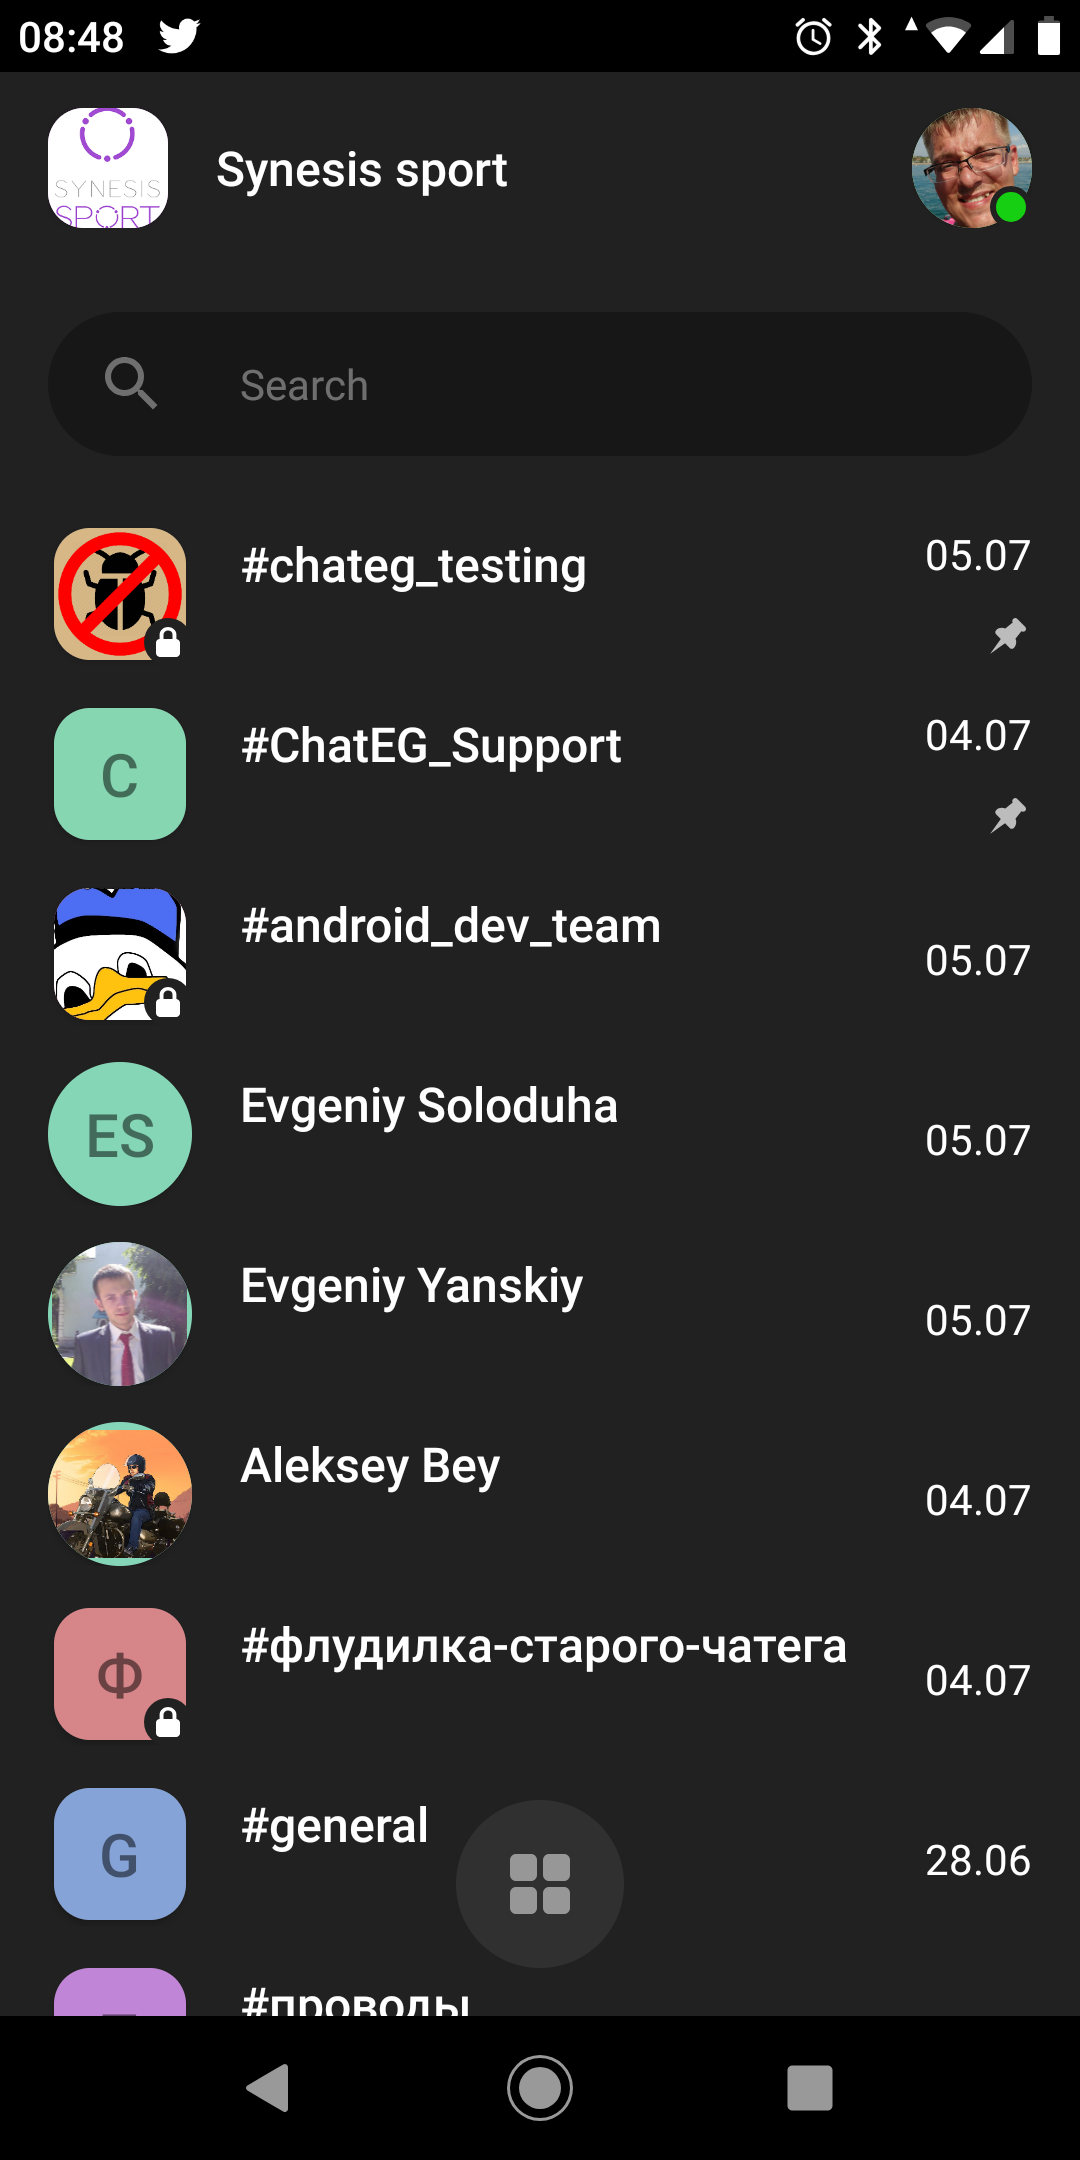 08:48
SYNESIS
SPORT
Synesis sport
Search
#chateg_testing
05.07
C
#ChatEG_Support
04.07
#android_dev_team
05.07
ES
Evgeniy Soloduha
05.07
Evgeniy Yanskiy
05.07
Aleksey Bey
04.07
Ф
#флудилка-старого-чатега
04.07
G
#general
28.06
#проводы